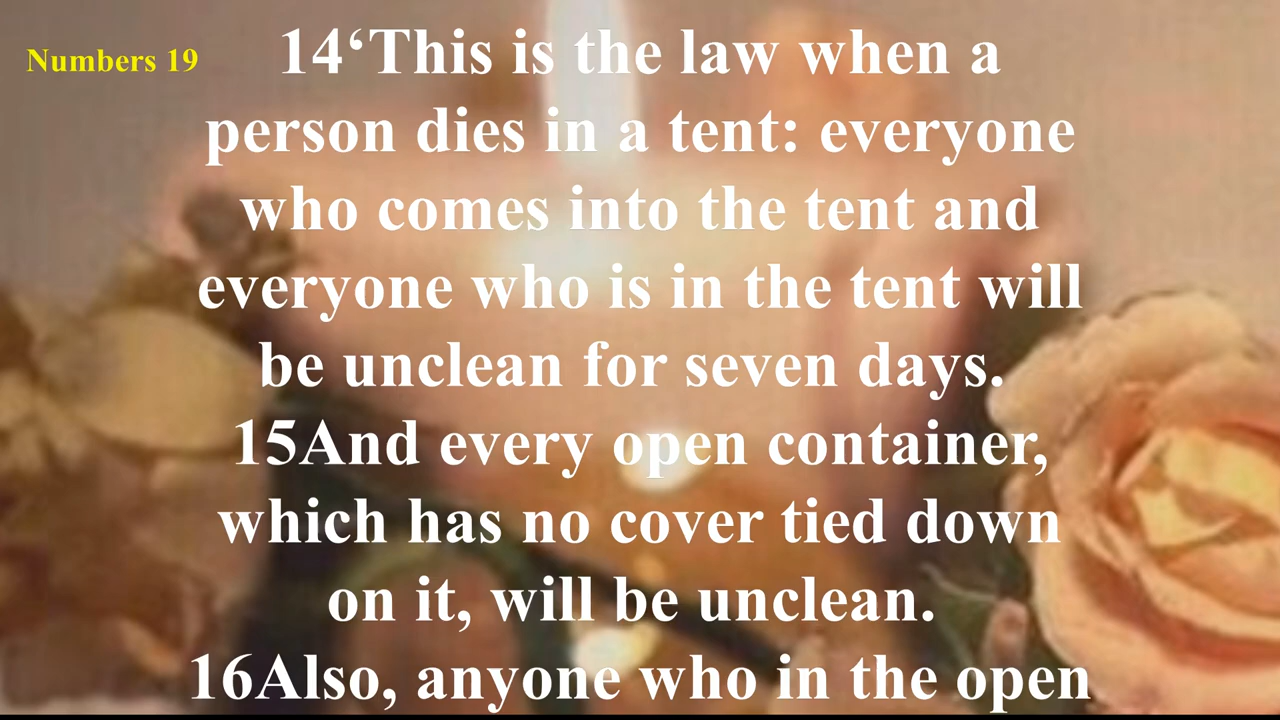 Numbers 19
14‘This is the law when a
person dies in a tent: everyone
who comes into the tent and
everyone who is in the tent will
be unclean for seven days.
15And every open container,
which has no cover tied down
on it, will be unclean.
16Also, anyone who in the open